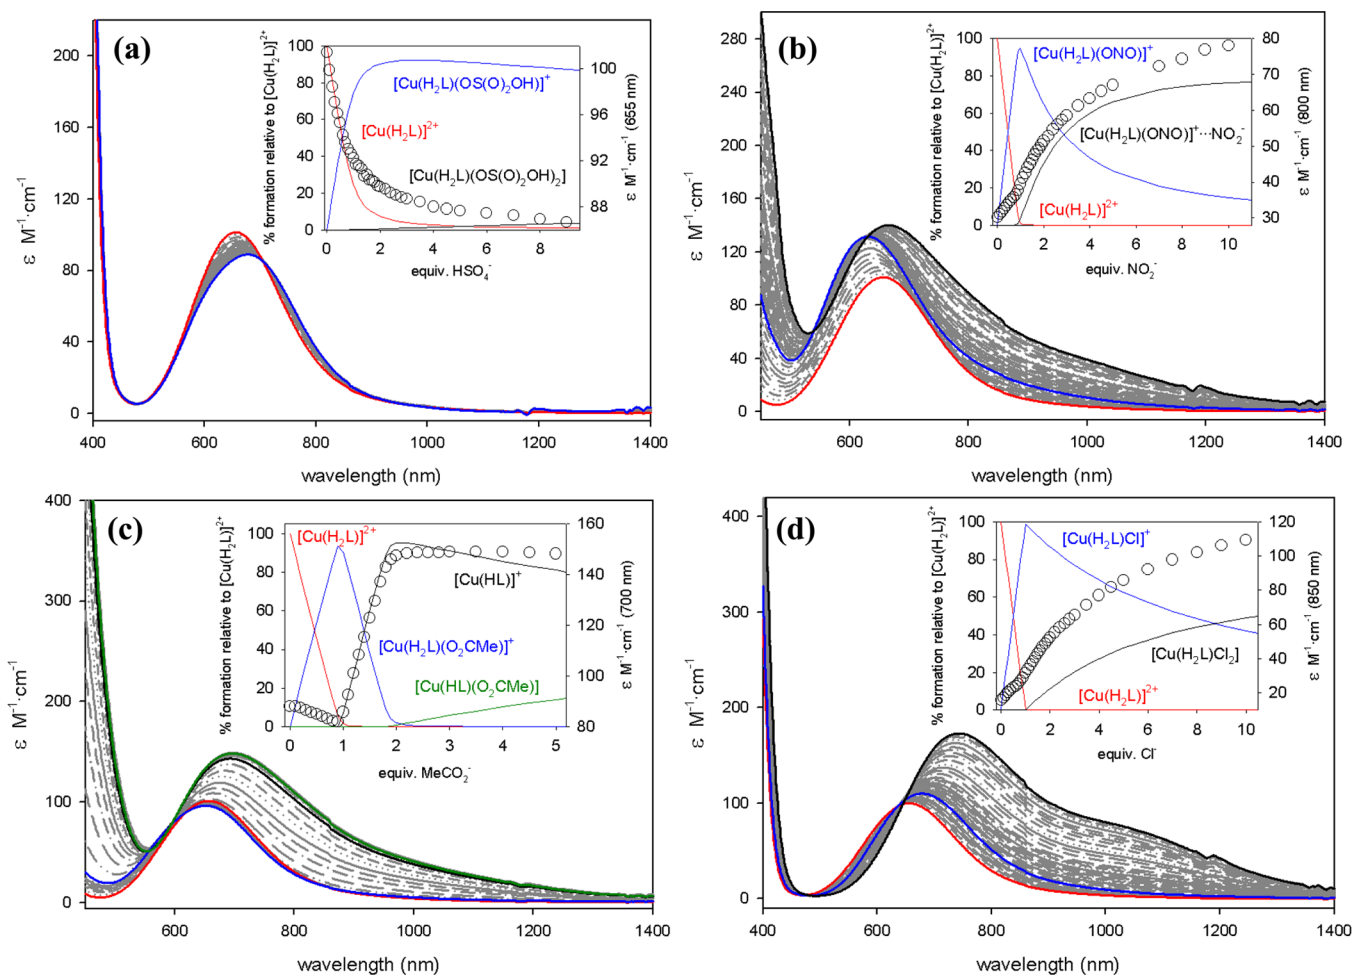 (a)
ε M⁻¹·cm⁻¹
200
160
120
80
40
0
400 600 800 1000 1200 1400
wavelength (nm)
% formation relative to [Cu(H₂L)]²⁺
100
80
60
40
20
0
0 2 4 6 8
equiv. HSO₄⁻
100
96
92
88
ε M⁻¹·cm⁻¹ (655 nm)
[Cu(H₂L)(OS(O)₂OH)]⁺
[Cu(H₂L)]²⁺
[Cu(H₂L)(OS(O)₂OH)₂]
(b)
ε M⁻¹·cm⁻¹
280
240
200
160
120
80
40
0
600 800 1000 1200 1400
wavelength (nm)
% formation relative to [Cu(H₂L)]²⁺
100
80
60
40
20
0
0 2 4 6 8 10
equiv. NO₂⁻
80
70
60
50
40
30
ε M⁻¹·cm⁻¹ (800 nm)
[Cu(H₂L)(ONO)]⁺
[Cu(H₂L)(ONO)]⁺···NO₂⁻
[Cu(H₂L)]²⁺
(c)
ε M⁻¹·cm⁻¹
400
300
200
100
0
600 800 1000 1200 1400
wavelength (nm)
% formation relative to [Cu(H₂L)]²⁺
100
80
60
40
20
0
0 1 2 3 4 5
equiv. MeCO₂⁻
160
140
120
100
80
ε M⁻¹·cm⁻¹ (700 nm)
[Cu(H₂L)]²⁺
[Cu(HL)]⁺
[Cu(H₂L)(O₂CMe)]⁺
[Cu(HL)(O₂CMe)]
(d)
ε M⁻¹·cm⁻¹
400
300
200
100
0
400 600 800 1000 1200 1400
wavelength (nm)
% formation relative to [Cu(H₂L)]²⁺
100
80
60
40
20
0
0 2 4 6 8 10
equiv. Cl⁻
120
100
80
60
40
20
ε M⁻¹·cm⁻¹ (850 nm)
[Cu(H₂L)Cl]⁺
[Cu(H₂L)Cl₂]
[Cu(H₂L)]²⁺